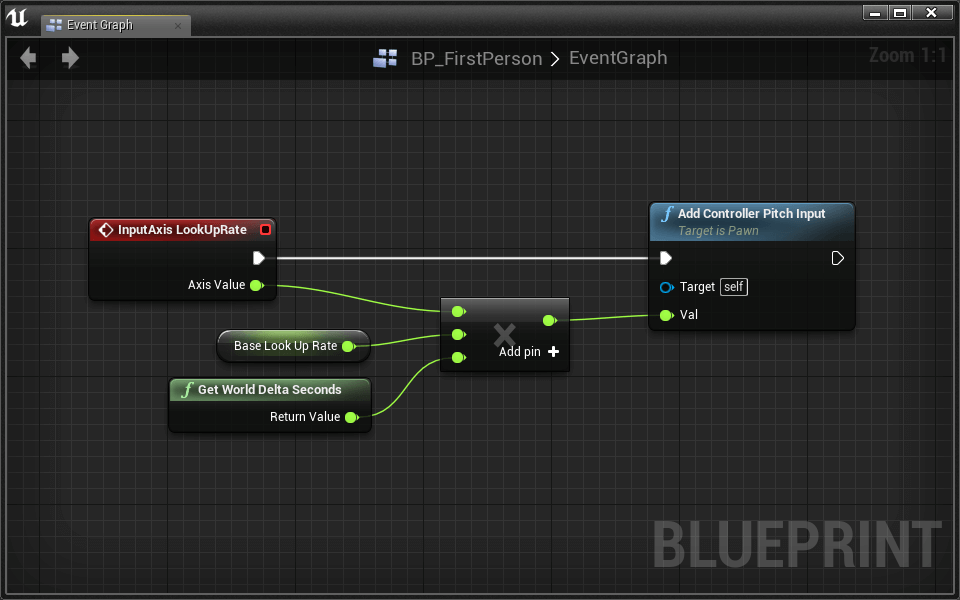 Event Graph
BP_FirstPerson > EventGraph
Zoom 1:1
InputAxis LookUpRate
Axis Value
Base Look Up Rate
f Get World Delta Seconds
Return Value
Add pin
f Add Controller Pitch Input
Target is Pawn
Target self
Val
BLUEPRINT